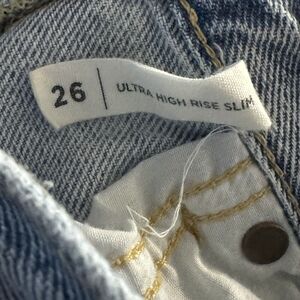 26 | ULTRA HIGH RISE SLIM